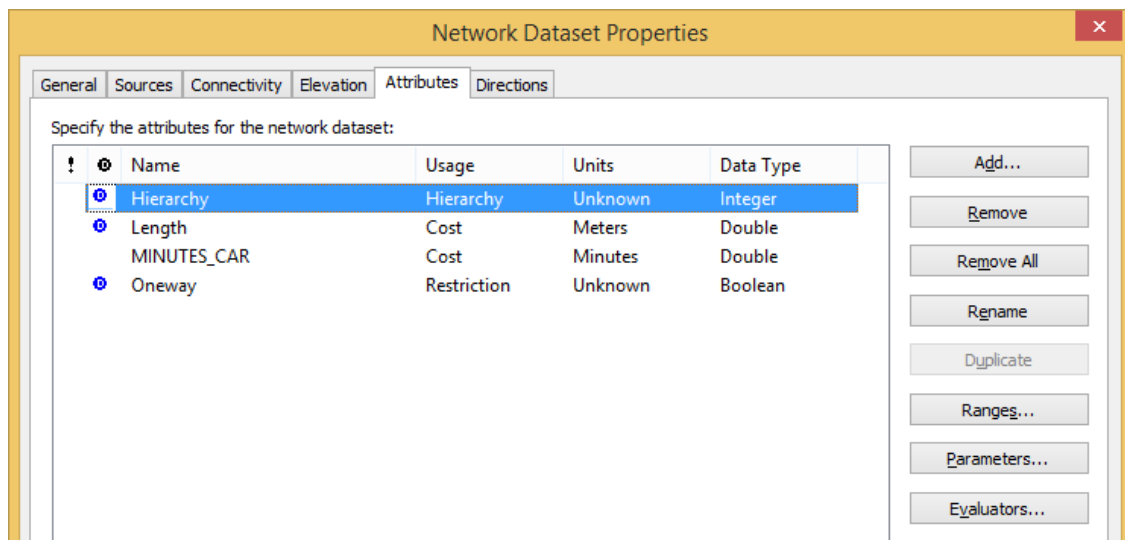 Network Dataset Properties
General Sources Connectivity Elevation Attributes Directions
Specify the attributes for the network dataset:
! D Name Usage Units Data Type
D Hierarchy Hierarchy Unknown Integer
D Length Cost Meters Double
MINUTES_CAR Cost Minutes Double
D Oneway Restriction Unknown Boolean
Add...
Remove
Remove All
Rename
Duplicate
Ranges...
Parameters...
Evaluators...